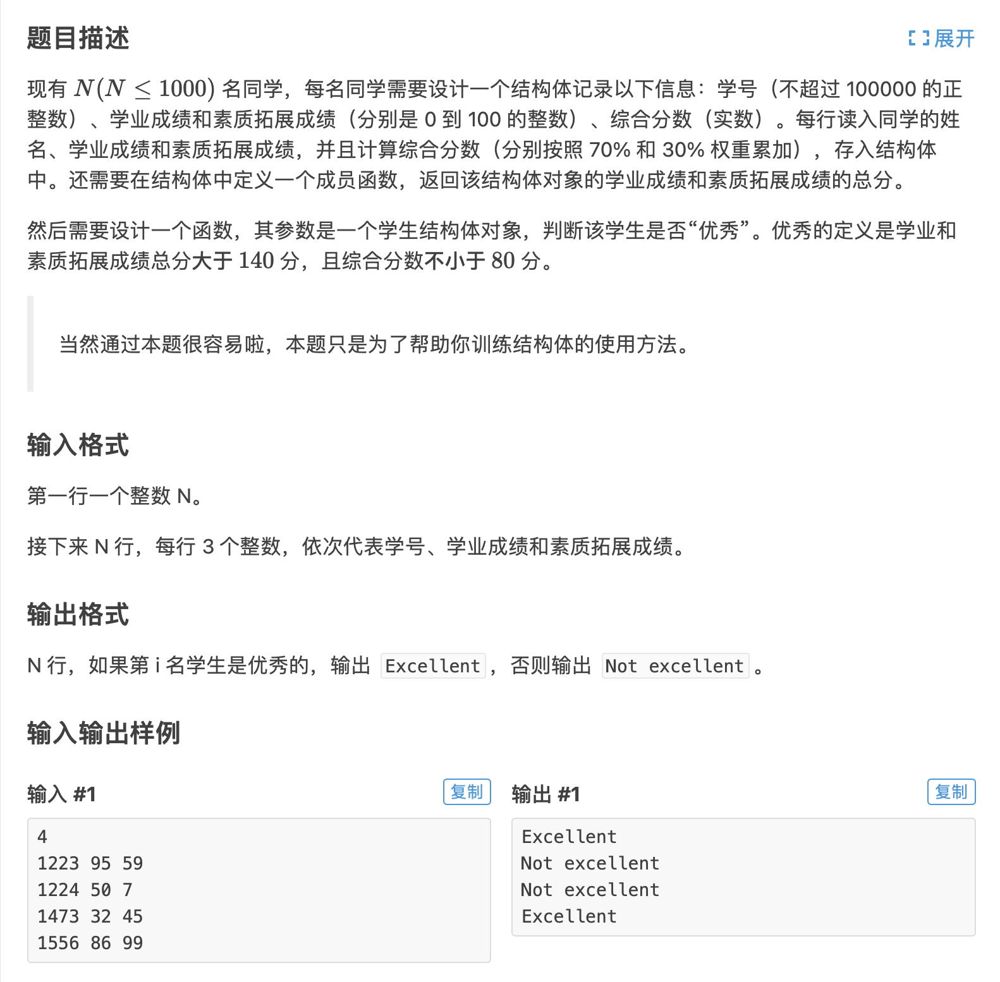 题目描述
展开
现有 N(N ≤ 1000) 名同学，每名同学需要设计一个结构体记录以下信息：学号（不超过 100000 的正
整数）、学业成绩和素质拓展成绩（分别是 0 到 100 的整数）、综合分数（实数）。每行读入同学的姓
名、学业成绩和素质拓展成绩，并且计算综合分数（分别按照 70% 和 30% 权重累加），存入结构体
中。还需要在结构体中定义一个成员函数，返回该结构体对象的学业成绩和素质拓展成绩的总分。
然后需要设计一个函数，其参数是一个学生结构体对象，判断该学生是否“优秀”。优秀的定义是学业和
素质拓展成绩总分大于 140 分，且综合分数不小于 80 分。
当然通过本题很容易啦，本题只是为了帮助你训练结构体的使用方法。
输入格式
第一行一个整数 N。
接下来 N 行，每行 3 个整数，依次代表学号、学业成绩和素质拓展成绩。
输出格式
N 行，如果第 i 名学生是优秀的，输出 Excellent，否则输出 Not excellent。
输入输出样例
输入 #1
复制
4
1223 95 59
1224 50 7
1473 32 45
1556 86 99
输出 #1
复制
Excellent
Not excellent
Not excellent
Excellent